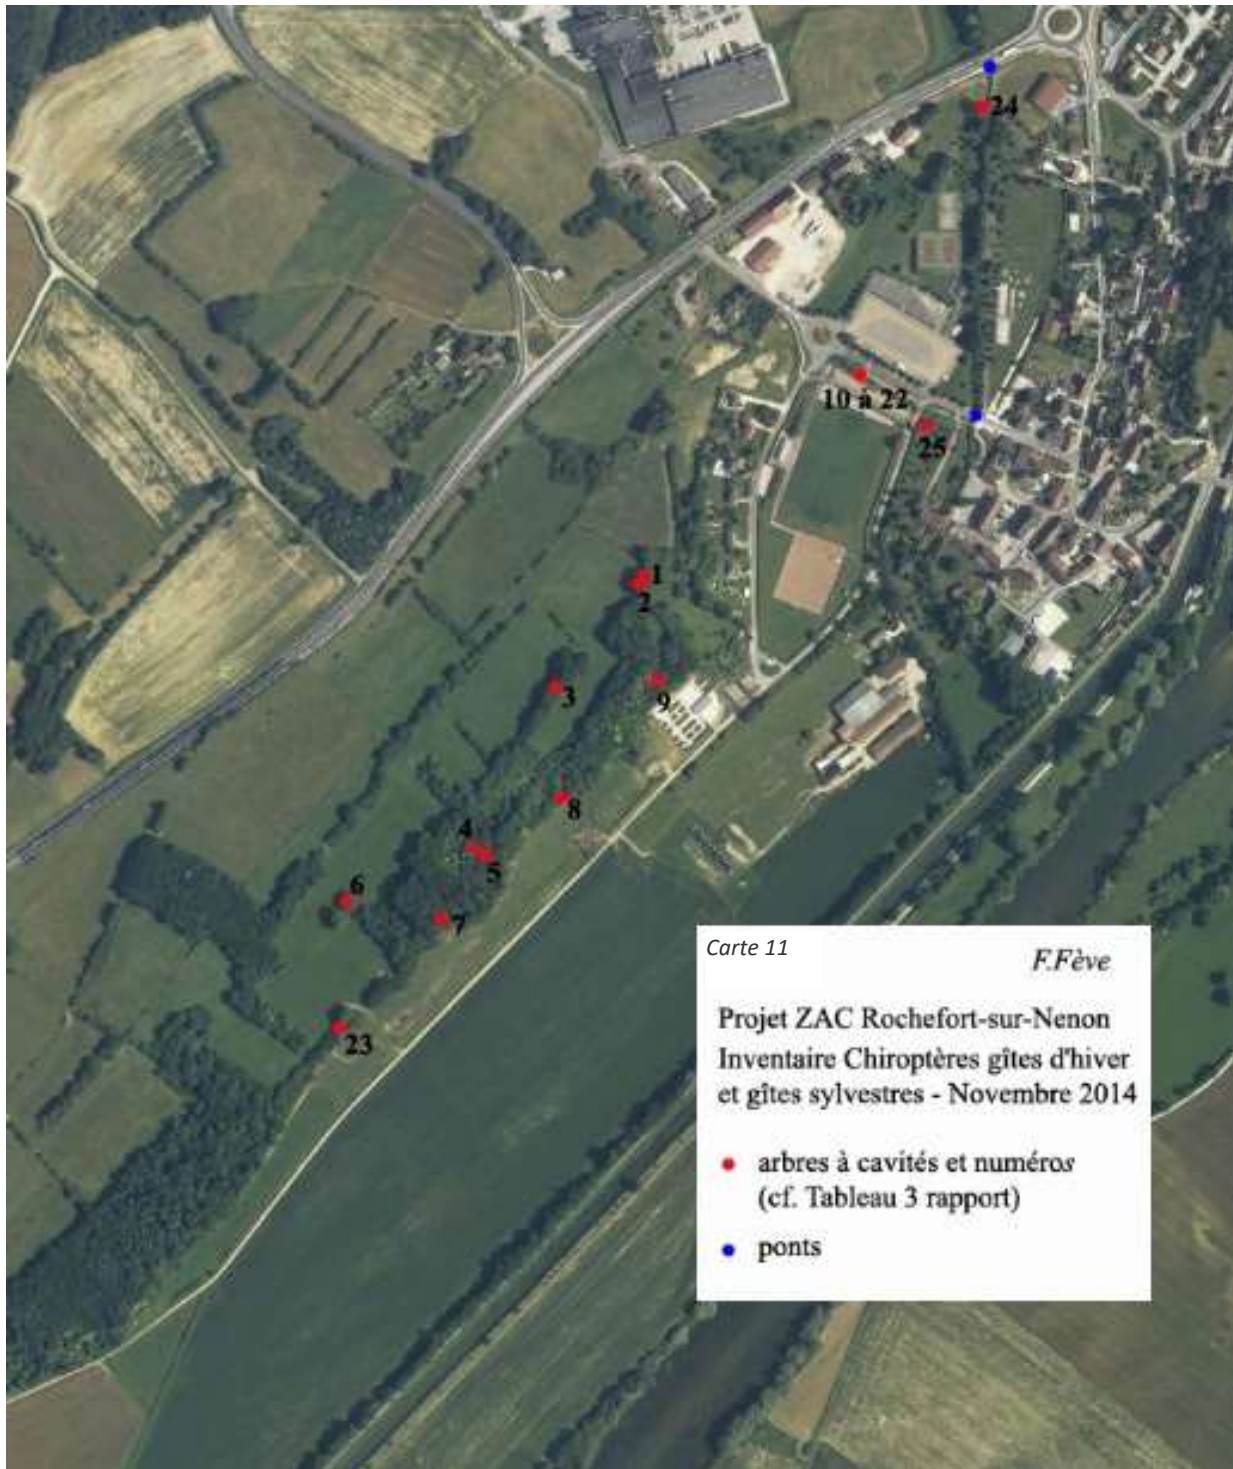 24
10 à 22
25
1
2
3
9
8
4
5
6
7
23
Carte 11
F.Fève
Projet ZAC Rochefort-sur-Nenon
Inventaire Chiroptères gîtes d'hiver
et gîtes sylvestres - Novembre 2014
arbres à cavités et numéros
(cf. Tableau 3 rapport)
ponts